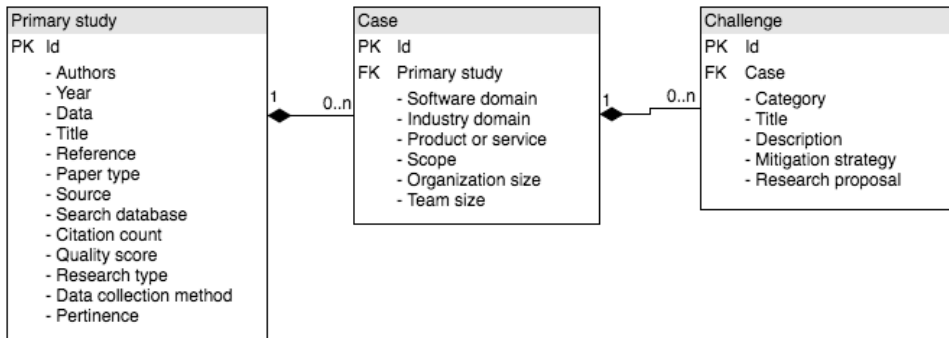 Primary study
PK Id
- Authors
- Year
- Data
- Title
- Reference
- Paper type
- Source
- Search database
- Citation count
- Quality score
- Research type
- Data collection method
- Pertinence
1
0..n
Case
PK Id
FK Primary study
- Software domain
- Industry domain
- Product or service
- Scope
- Organization size
- Team size
1
0..n
Challenge
PK Id
FK Case
- Category
- Title
- Description
- Mitigation strategy
- Research proposal